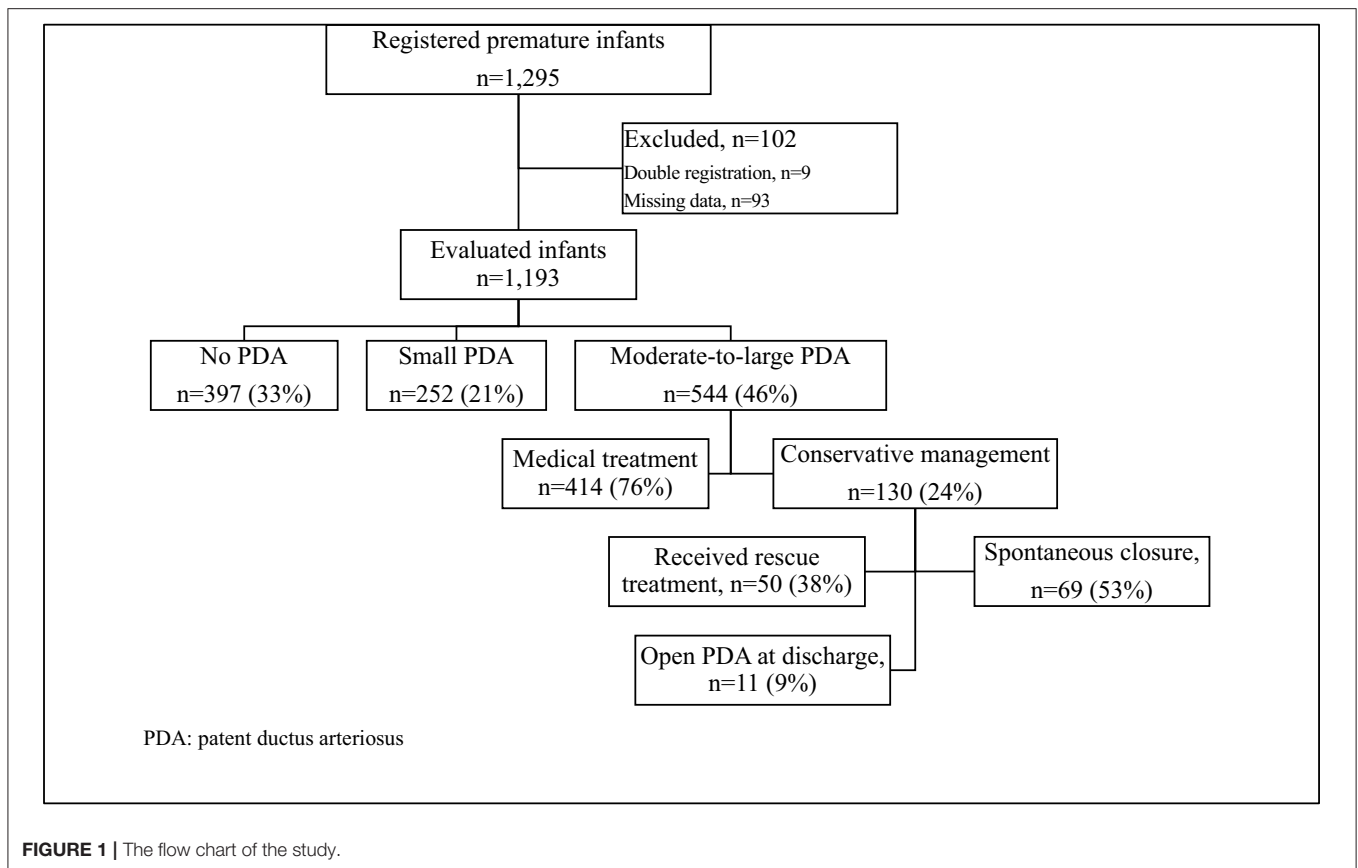 Registered premature infants
n=1,295
Excluded, n=102
Double registration, n=9
Missing data, n=93
Evaluated infants
n=1,193
No PDA
n=397 (33%)
Small PDA
n=252 (21%)
Moderate-to-large PDA
n=544 (46%)
Medical treatment
n=414 (76%)
Conservative management
n=130 (24%)
Received rescue
treatment, n=50 (38%)
Spontaneous closure,
n=69 (53%)
Open PDA at discharge,
n=11 (9%)
PDA: patent ductus arteriosus
FIGURE 1 | The flow chart of the study.